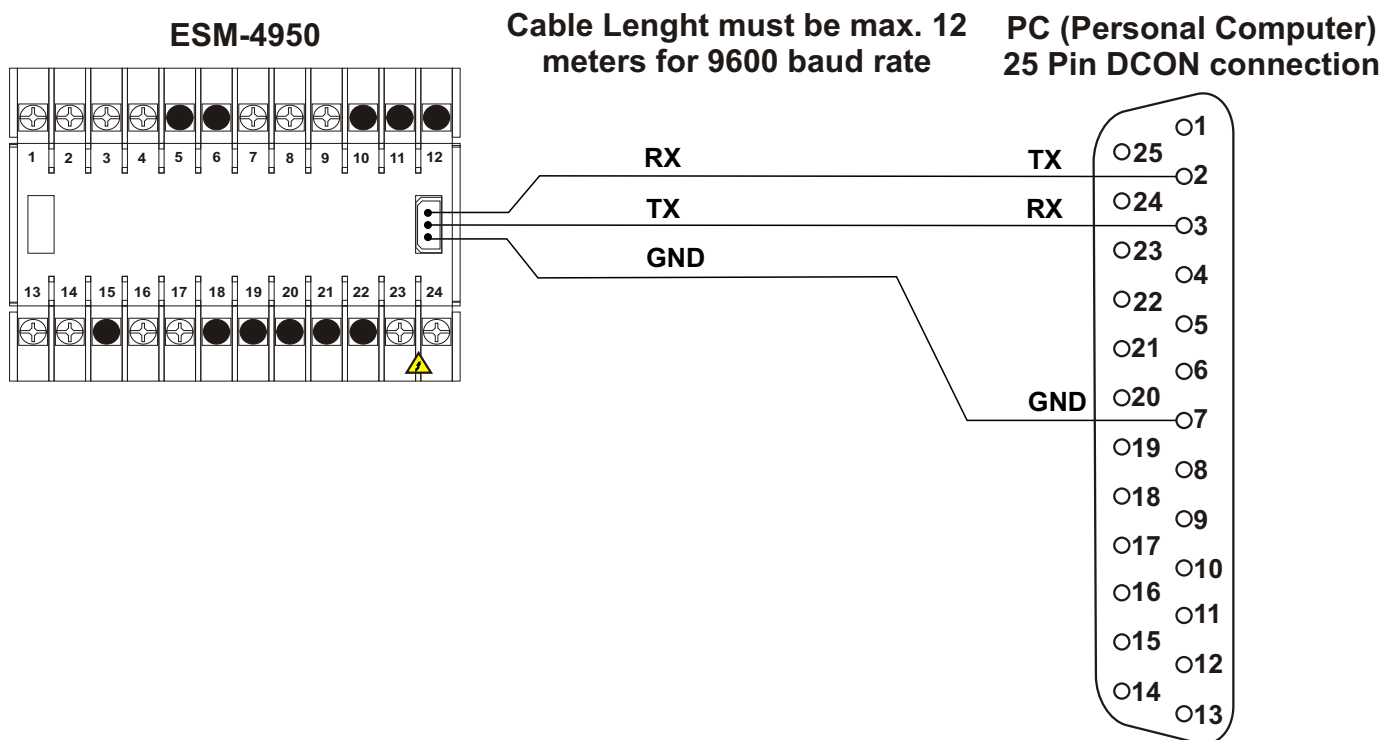 ESM-4950
Cable Lenght must be max. 12
meters for 9600 baud rate
PC (Personal Computer)
25 Pin DCON connection
1 2 3 4 5 6 7 8 9 10 11 12
13 14 15 16 17 18 19 20 21 22 23 24
RX
TX
GND
TX
RX
GND
1
25
2
24
3
23
4
22
5
21
6
20
7
19
8
18
9
17
10
16
11
15
12
14
13